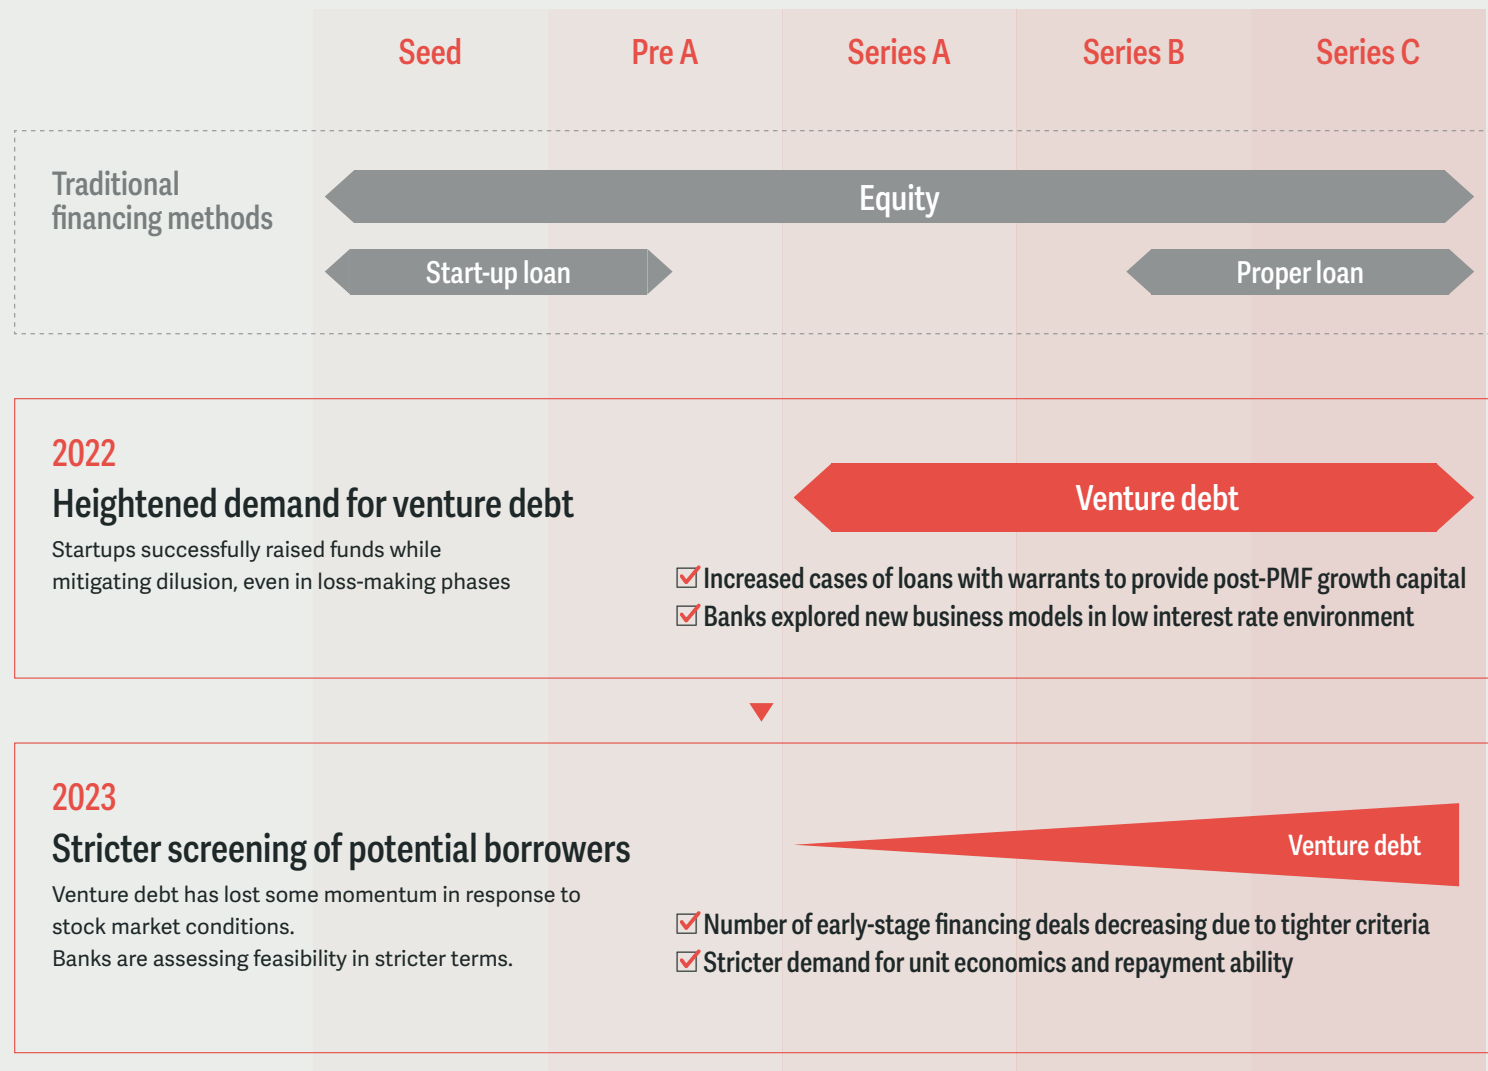 Seed
Pre A
Series A
Series B
Series C
Traditional
financing methods
Equity
Start-up loan
Proper loan
2022
Heightened demand for venture debt
Startups successfully raised funds while
mitigating dilusion, even in loss-making phases
Venture debt
Increased cases of loans with warrants to provide post-PMF growth capital
Banks explored new business models in low interest rate environment
2023
Stricter screening of potential borrowers
Venture debt has lost some momentum in response to
stock market conditions.
Banks are assessing feasibility in stricter terms.
Venture debt
Number of early-stage financing deals decreasing due to tighter criteria
Stricter demand for unit economics and repayment ability